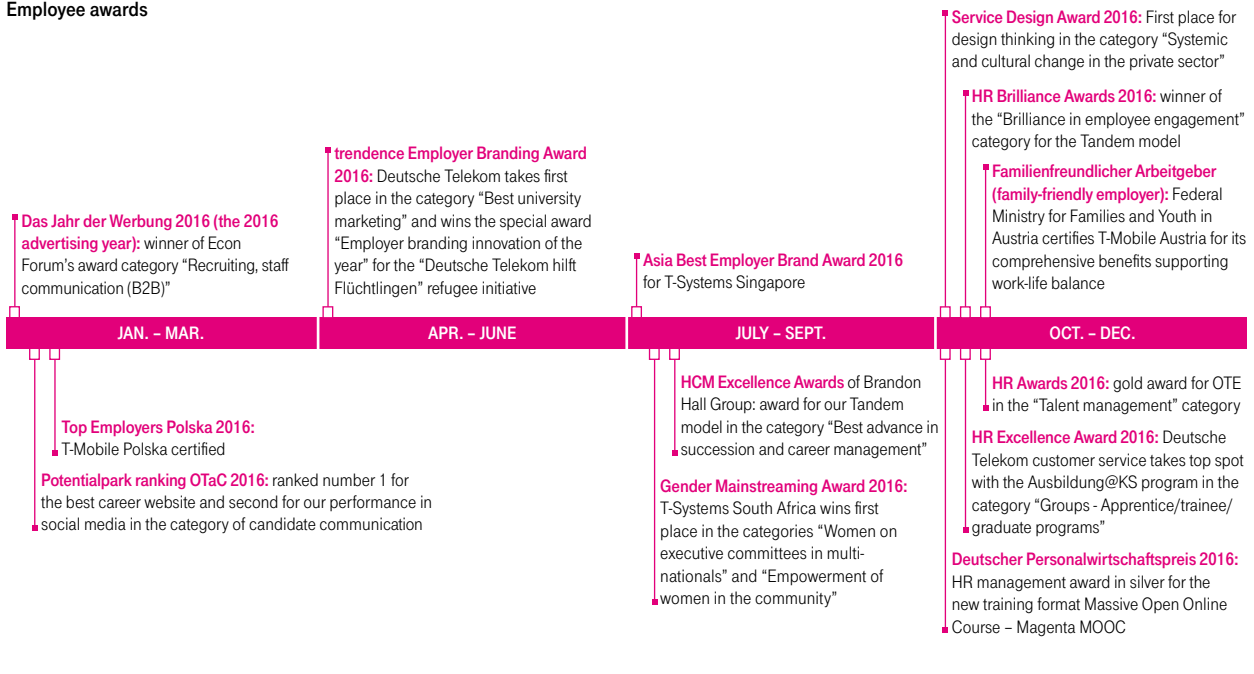 Employee awards
Service Design Award 2016: First place for
design thinking in the category “Systemic
and cultural change in the private sector”
HR Brilliance Awards 2016: winner of
the “Brilliance in employee engagement”
category for the Tandem model
trendence Employer Branding Award
2016: Deutsche Telekom takes first
place in the category “Best university
marketing” and wins the special award
“Employer branding innovation of the
year” for the “Deutsche Telekom hilft
Flüchtlingen” refugee initiative
Familienfreundlicher Arbeitgeber
(family-friendly employer): Federal
Ministry for Families and Youth in
Austria certifies T-Mobile Austria for its
comprehensive benefits supporting
work-life balance
Das Jahr der Werbung 2016 (the 2016
advertising year): winner of Econ
Forum’s award category “Recruiting, staff
communication (B2B)”
Asia Best Employer Brand Award 2016
for T-Systems Singapore
JAN. – MAR.
APR. – JUNE
JULY – SEPT.
OCT. – DEC.
Top Employers Polska 2016:
T-Mobile Polska certified
Potentialpark ranking OTaC 2016: ranked number 1 for
the best career website and second for our performance in
social media in the category of candidate communication
HCM Excellence Awards of Brandon
Hall Group: award for our Tandem
model in the category “Best advance in
succession and career management”
Gender Mainstreaming Award 2016:
T-Systems South Africa wins first
place in the categories “Women on
executive committees in multi-
nationals” and “Empowerment of
women in the community”
HR Awards 2016: gold award for OTE
in the “Talent management” category
HR Excellence Award 2016: Deutsche
Telekom customer service takes top spot
with the Ausbildung@KS program in the
category “Groups - Apprentice/trainee/
graduate programs”
Deutscher Personalwirtschaftspreis 2016:
HR management award in silver for the
new training format Massive Open Online
Course – Magenta MOOC